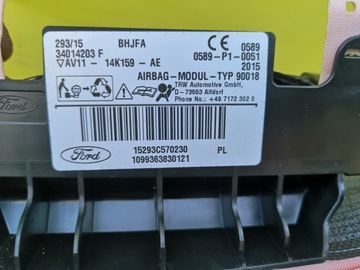 293/15 BHJFA 0589
34014203 F 0589-P1-0051
AV11 - 14K159 - AE 2015
AIRBAG-MODUL-TYP 90018
TRW Automotive GmbH,
D - 73553 Alfdorf
Phone No.: +49 7172 302 0
Ford
15293C570230 PL
1099363830121
Ford